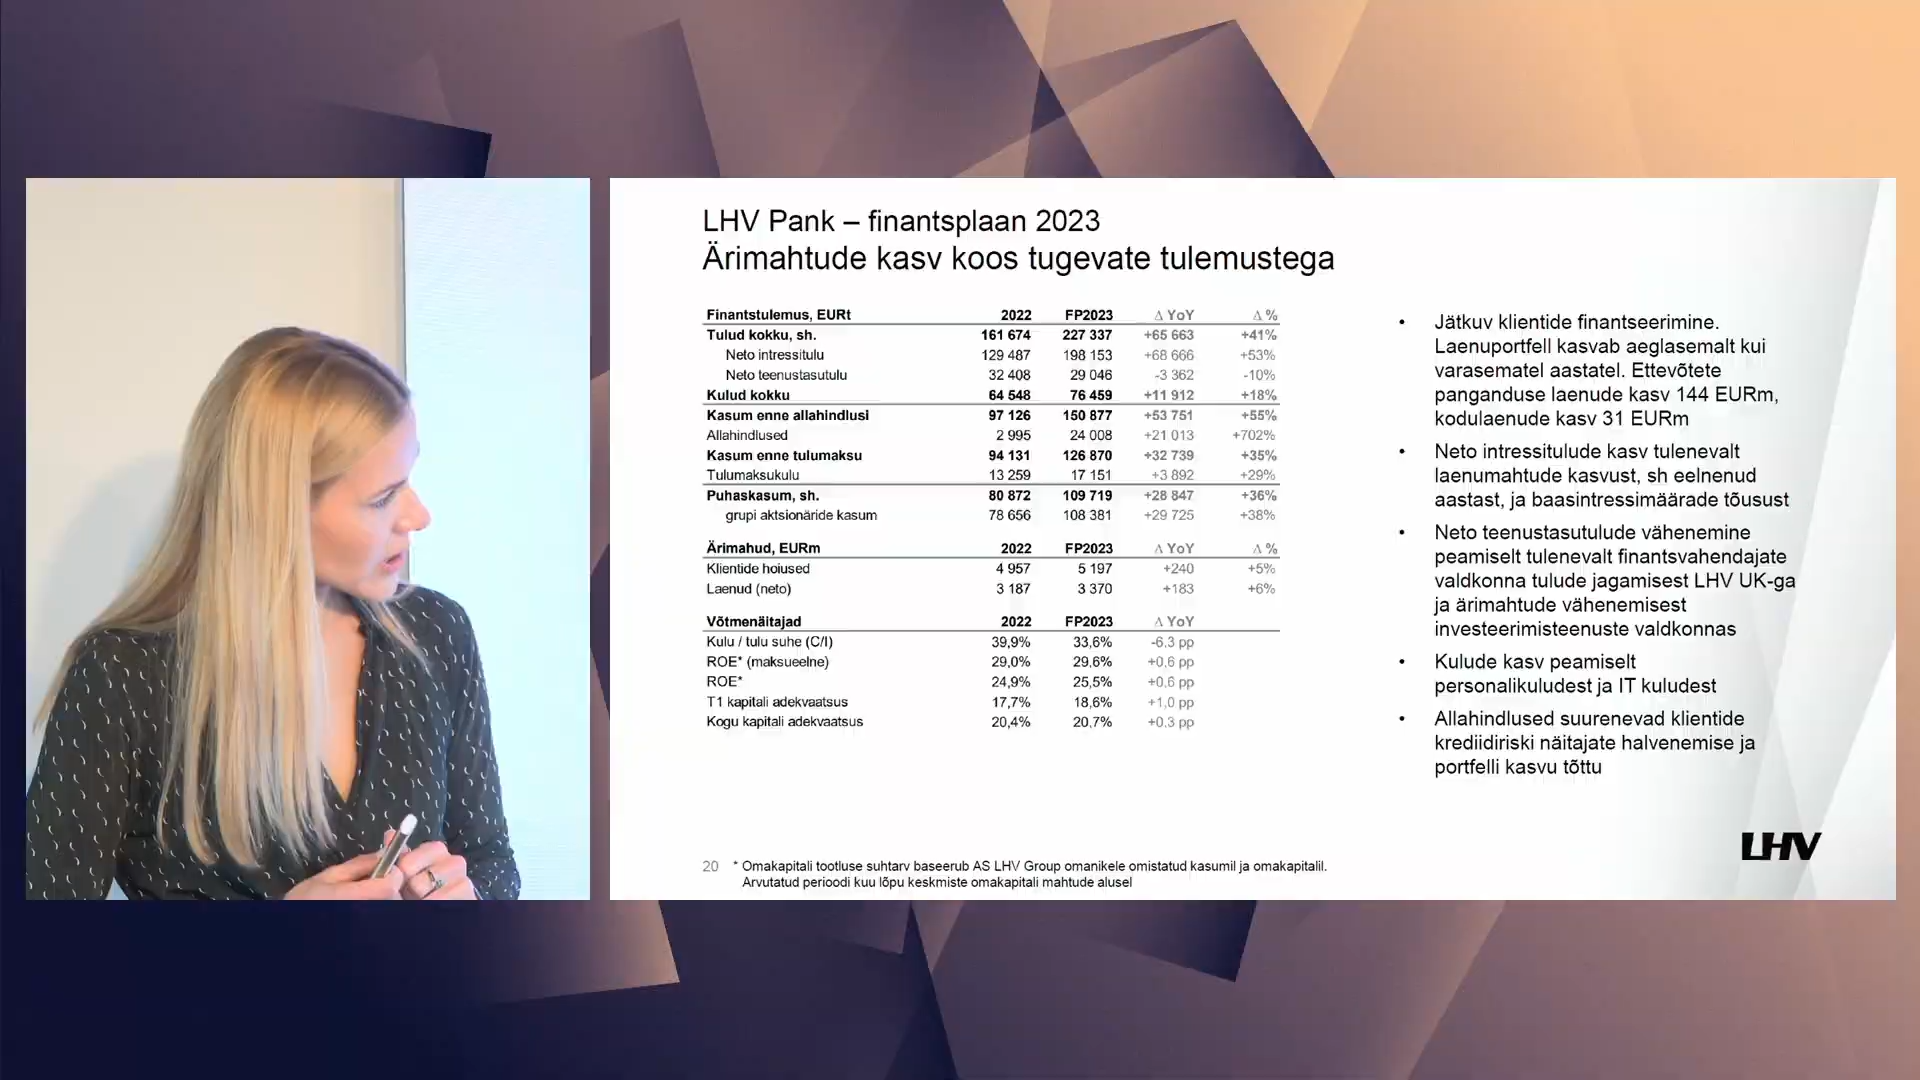 LHV Pank – finantsplaan 2023
Ärimahtude kasv koos tugevate tulemustega
Finantstulemus, EURt 2022 FP2023 Δ YoY Δ %
Tulud kokku, sh. 161 674 227 337 +65 663 +41%
Neto intressitulu 129 487 198 153 +68 666 +53%
Neto teenustasutulu 32 408 29 046 -3 362 -10%
Kulud kokku 64 548 76 459 +11 912 +18%
Kasum enne allahindlusi 97 126 150 877 +53 751 +55%
Allahindlused 2 995 24 008 +21 013 +702%
Kasum enne tulumaksu 94 131 126 870 +32 739 +35%
Tulumaksukulu 13 259 17 151 +3 892 +29%
Puhaskasum, sh. 80 872 109 719 +28 847 +36%
grupi aktsionäride kasum 78 656 108 381 +29 725 +38%
Ärimahud, EURm 2022 FP2023 Δ YoY Δ %
Klientide hoiused 4 957 5 197 +240 +5%
Laenud (neto) 3 187 3 370 +183 +6%
Võtmenäitajad 2022 FP2023 Δ YoY
Kulu / tulu suhe (C/I) 39,9% 33,6% -6.3 pp
ROE* (maksueelne) 29,0% 29,6% +0,6 pp
ROE* 24,9% 25,5% +0,6 pp
T1 kapitali adekvaatsus 17,7% 18,6% +1,0 pp
Kogu kapitali adekvaatsus 20,4% 20,7% +0.3 pp
• Jätkuv klientide finantseerimine.
Laenuportfell kasvab aeglasemalt kui
varasematel aastatel. Ettevõtete
panganduse laenude kasv 144 EURm,
kodulaenude kasv 31 EURm
• Neto intressitulude kasv tulenevalt
laenumahtude kasvust, sh eelnenud
aastast, ja baasintressimäärade tõusust
• Neto teenustasutulude vähenemine
peamiselt tulenevalt finantsvahendajate
valdkonna tulude jagamisest LHV UK-ga
ja ärimahtude vähenemisest
investeerimisteenuste valdkonnas
• Kulude kasv peamiselt
personalikuludest ja IT kuludest
• Allahindlused suurenevad klientide
krediidiriski näitajate halvenemise ja
portfelli kasvu tõttu
LHV
20 * Omakapitali tootluse suhtarv baseerub AS LHV Group omanikele omistatud kasumil ja omakapitalil.
Arvutatud perioodi kuu lõpu keskmiste omakapitali mahtude alusel